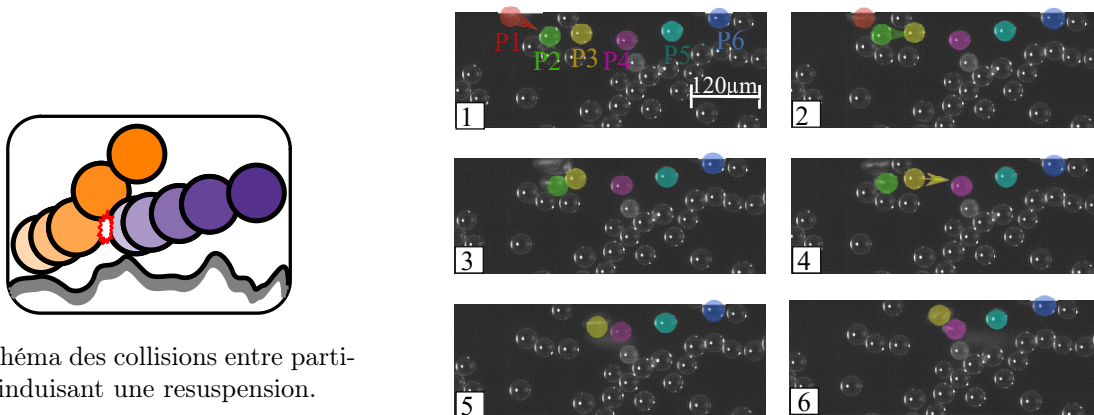 héma des collisions entre parti-
induisant une resuspension.
P1
P2
P3
P4
P5
P6
120μm
1
2
3
4
5
6